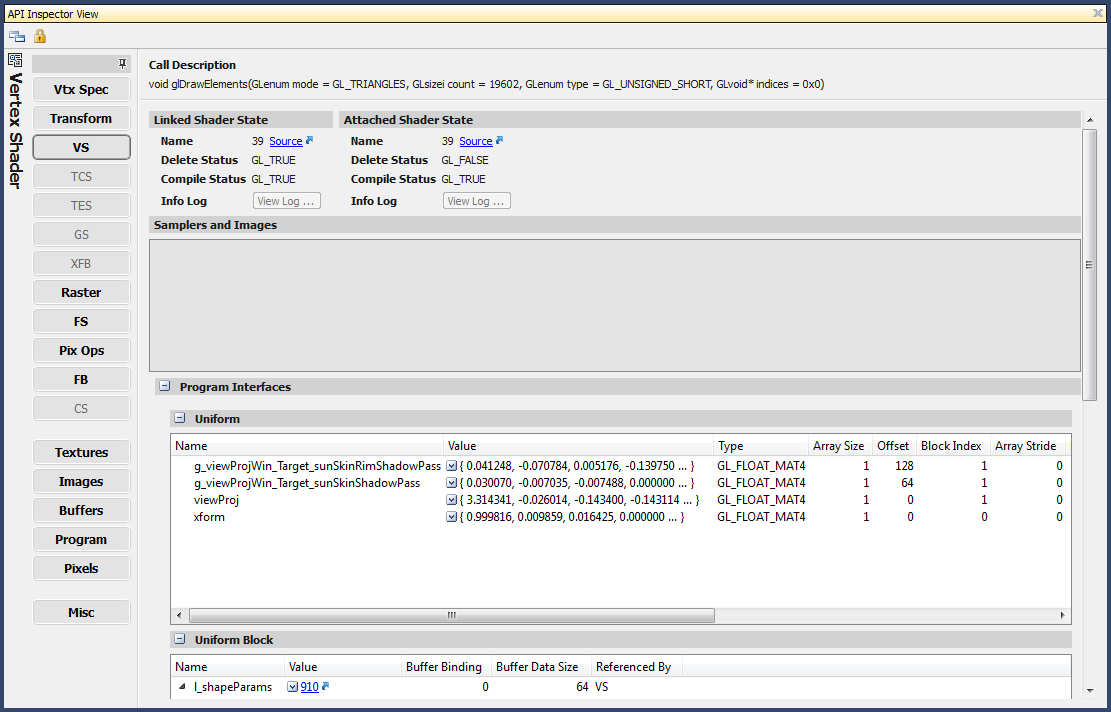 API Inspector View
Vertex Shader
Vtx Spec
Transform
VS
TCS
TES
GS
XFB
Raster
FS
Pix Ops
FB
CS
Textures
Images
Buffers
Program
Pixels
Misc
Call Description
void glDrawElements(GLenum mode = GL_TRIANGLES, GLsizei count = 19602, GLenum type = GL_UNSIGNED_SHORT, GLvoid* indices = 0x0)
Linked Shader State Attached Shader State
Name 39 Source Name 39 Source
Delete Status GL_TRUE Delete Status GL_FALSE
Compile Status GL_TRUE Compile Status GL_TRUE
Info Log View Log ... Info Log View Log ...
Samplers and Images
Program Interfaces
Uniform
Name Value Type Array Size Offset Block Index Array Stride
g_viewProjWin_Target_sunSkinRimShadowPass { 0.041248, -0.070784, 0.005176, -0.139750 ... } GL_FLOAT_MAT4 1 128 1 0
g_viewProjWin_Target_sunSkinShadowPass { 0.030070, -0.007035, -0.007488, 0.000000 ... } GL_FLOAT_MAT4 1 64 1 0
viewProj { 3.314341, -0.026014, -0.143400, -0.143114 ... } GL_FLOAT_MAT4 1 0 1 0
xform { 0.999816, 0.009859, 0.016425, 0.000000 ... } GL_FLOAT_MAT4 1 0 0 0
Uniform Block
Name Value Buffer Binding Buffer Data Size Referenced By
l_shapeParams 910 0 64 VS